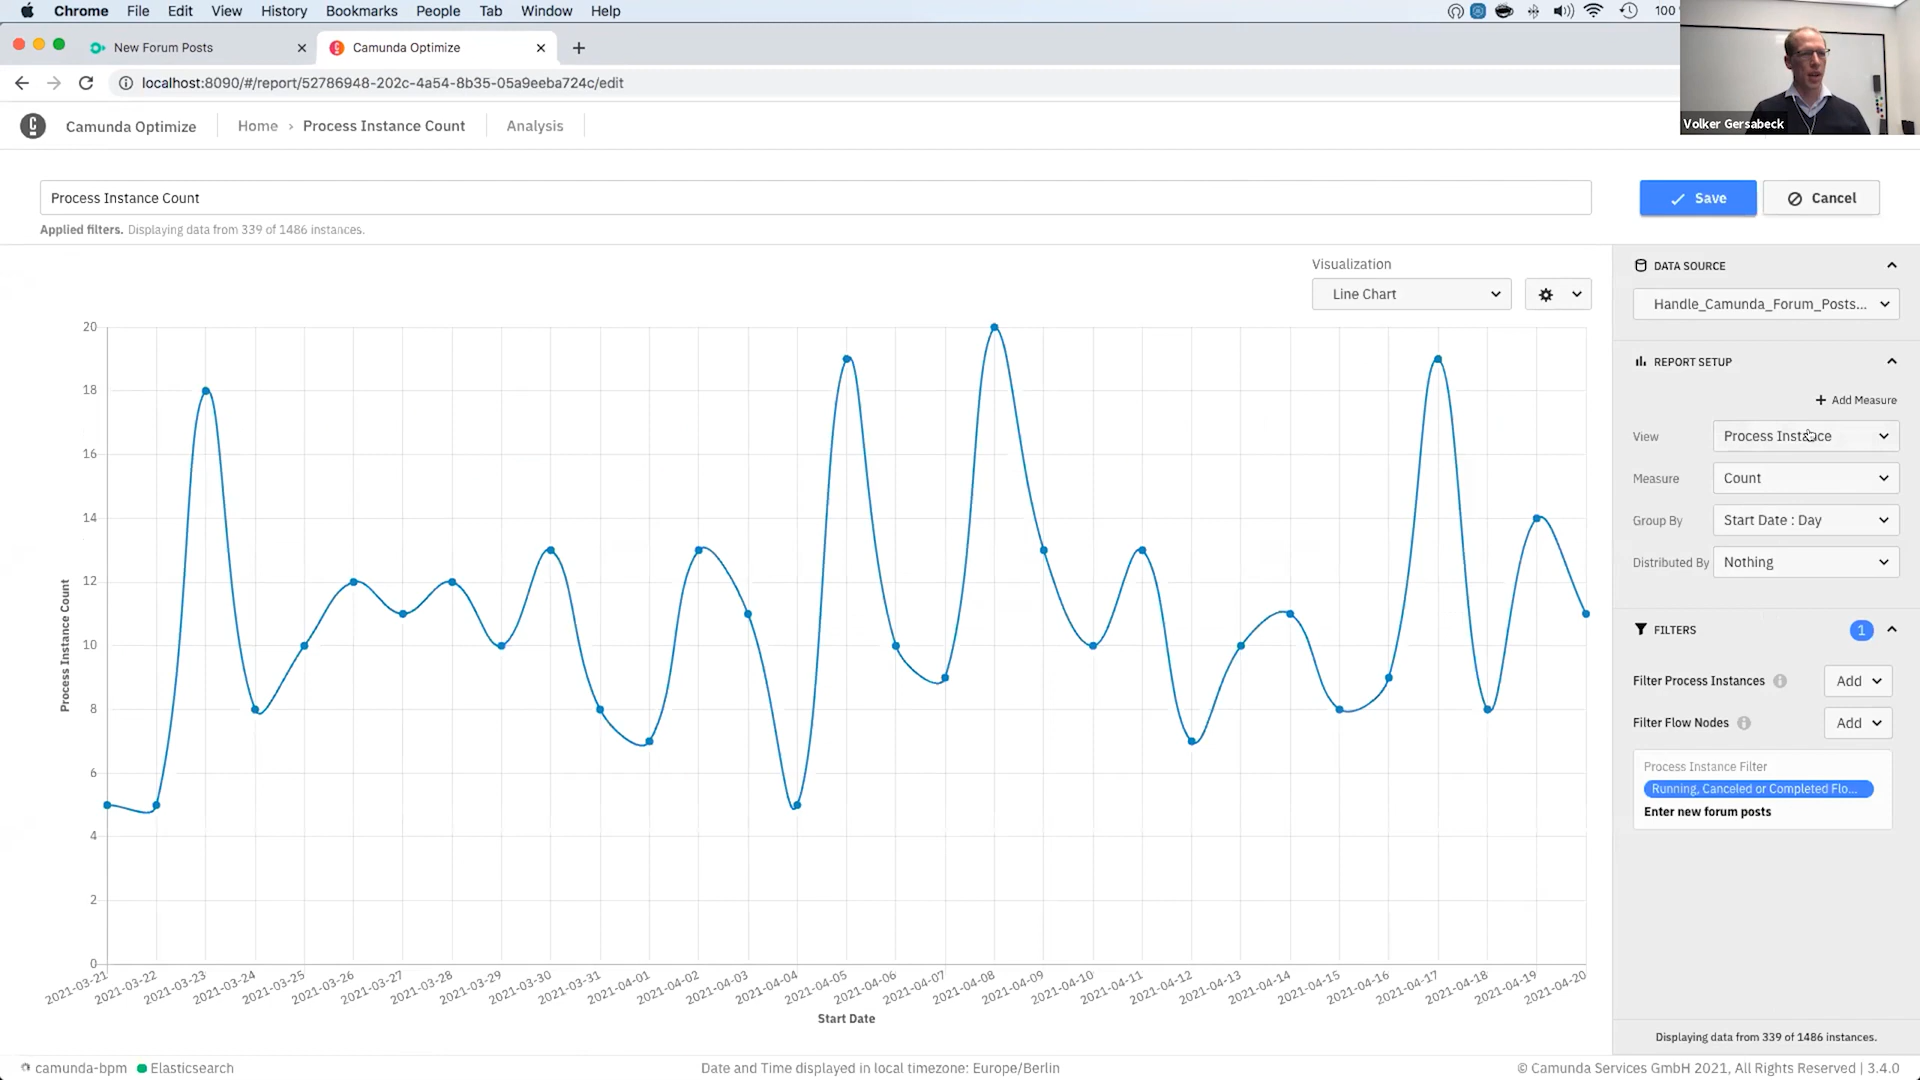 Chrome File Edit View History Bookmarks People Tab Window Help 100
New Forum Posts
Camunda Optimize
localhost:8090/#/report/52786948-202c-4a54-8b35-05a9eeba724c/edit
Volker Gersabeck
Camunda Optimize Home › Process Instance Count Analysis
Process Instance Count
Save
Cancel
Applied filters. Displaying data from 339 of 1486 instances.
Visualization
Line Chart
20
18
16
14
12
10
8
6
4
2
0
Process Instance Count
2021-03-21
2021-03-22
2021-03-23
2021-03-24
2021-03-25
2021-03-26
2021-03-27
2021-03-28
2021-03-29
2021-03-30
2021-03-31
2021-04-01
2021-04-02
2021-04-03
2021-04-04
2021-04-05
2021-04-06
2021-04-07
2021-04-08
2021-04-09
2021-04-10
2021-04-11
2021-04-12
2021-04-13
2021-04-14
2021-04-15
2021-04-16
2021-04-17
2021-04-18
2021-04-19
2021-04-20
Start Date
DATA SOURCE
Handle_Camunda_Forum_Posts...
REPORT SETUP
+ Add Measure
View Process Instance
Measure Count
Group By Start Date : Day
Distributed By Nothing
FILTERS 1
Filter Process Instances Add
Filter Flow Nodes Add
Process Instance Filter
Running, Canceled or Completed Flo...
Enter new forum posts
Displaying data from 339 of 1486 instances.
camunda-bpm Elasticsearch
Date and Time displayed in local timezone: Europe/Berlin
© Camunda Services GmbH 2021, All Rights Reserved | 3.4.0